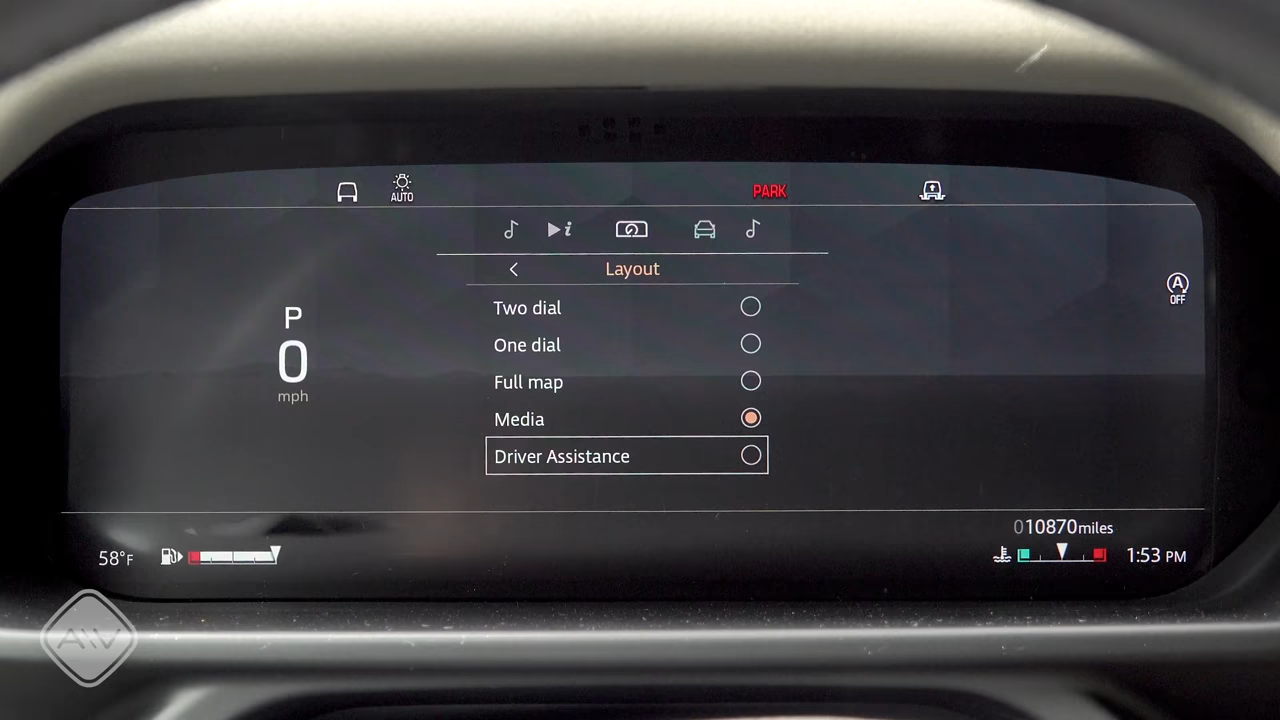 AUTO
PARK
i
Layout
Two dial
One dial
Full map
Media
Driver Assistance
P
0
mph
A
OFF
58°F
010870miles
1:53 PM
A\\V